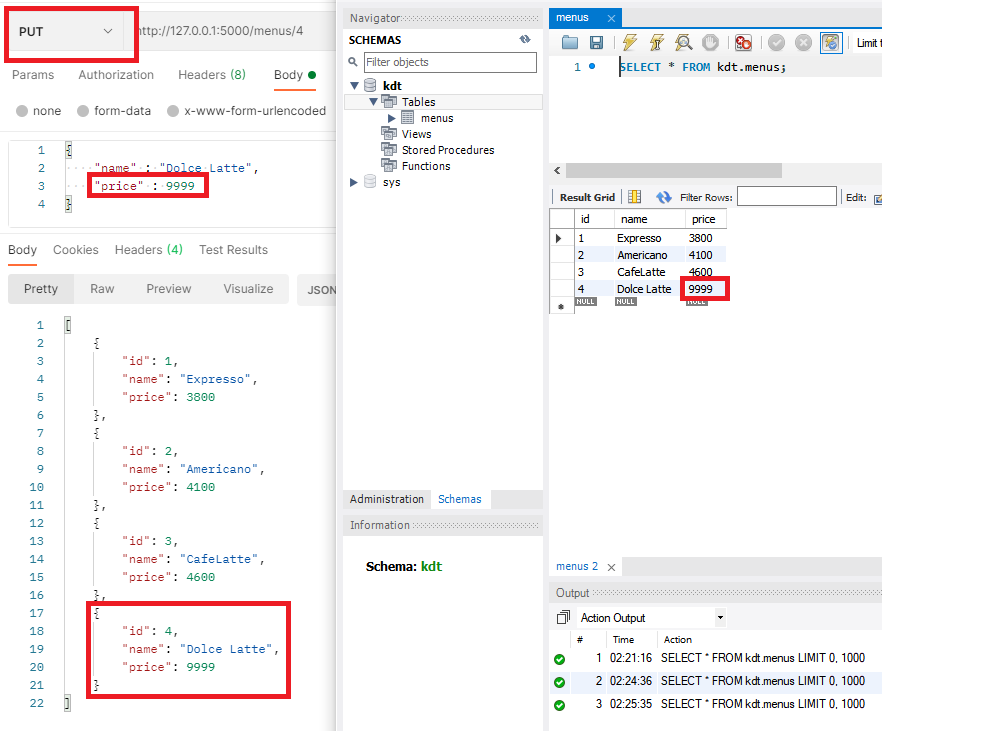 PUT
http://127.0.0.1:5000/menus/4
Params
Authorization
Headers (8)
Body
none
form-data
x-www-form-urlencoded
1 {
2 "name" : "Dolce Latte",
3 "price" : 9999
4 }
Body
Cookies
Headers (4)
Test Results
Pretty
Raw
Preview
Visualize
JSON
1 [
2 {
3 "id": 1,
4 "name": "Expresso",
5 "price": 3800
6 },
7 {
8 "id": 2,
9 "name": "Americano",
10 "price": 4100
11 },
12 {
13 "id": 3,
14 "name": "CafeLatte",
15 "price": 4600
16 },
17 {
18 "id": 4,
19 "name": "Dolce Latte",
20 "price": 9999
21 }
22 ]
Navigator
SCHEMAS
Filter objects
kdt
Tables
menus
Views
Stored Procedures
Functions
sys
Administration
Schemas
Information
Schema: kdt
menus
Limit t
1 SELECT * FROM kdt.menus;
Result Grid
Filter Rows:
Edit:
id name price
1 Expresso 3800
2 Americano 4100
3 CafeLatte 4600
4 Dolce Latte 9999
NULL NULL NULL
menus 2
Output
Action Output
# Time Action
1 02:21:16 SELECT * FROM kdt.menus LIMIT 0, 1000
2 02:24:36 SELECT * FROM kdt.menus LIMIT 0, 1000
3 02:25:35 SELECT * FROM kdt.menus LIMIT 0, 1000